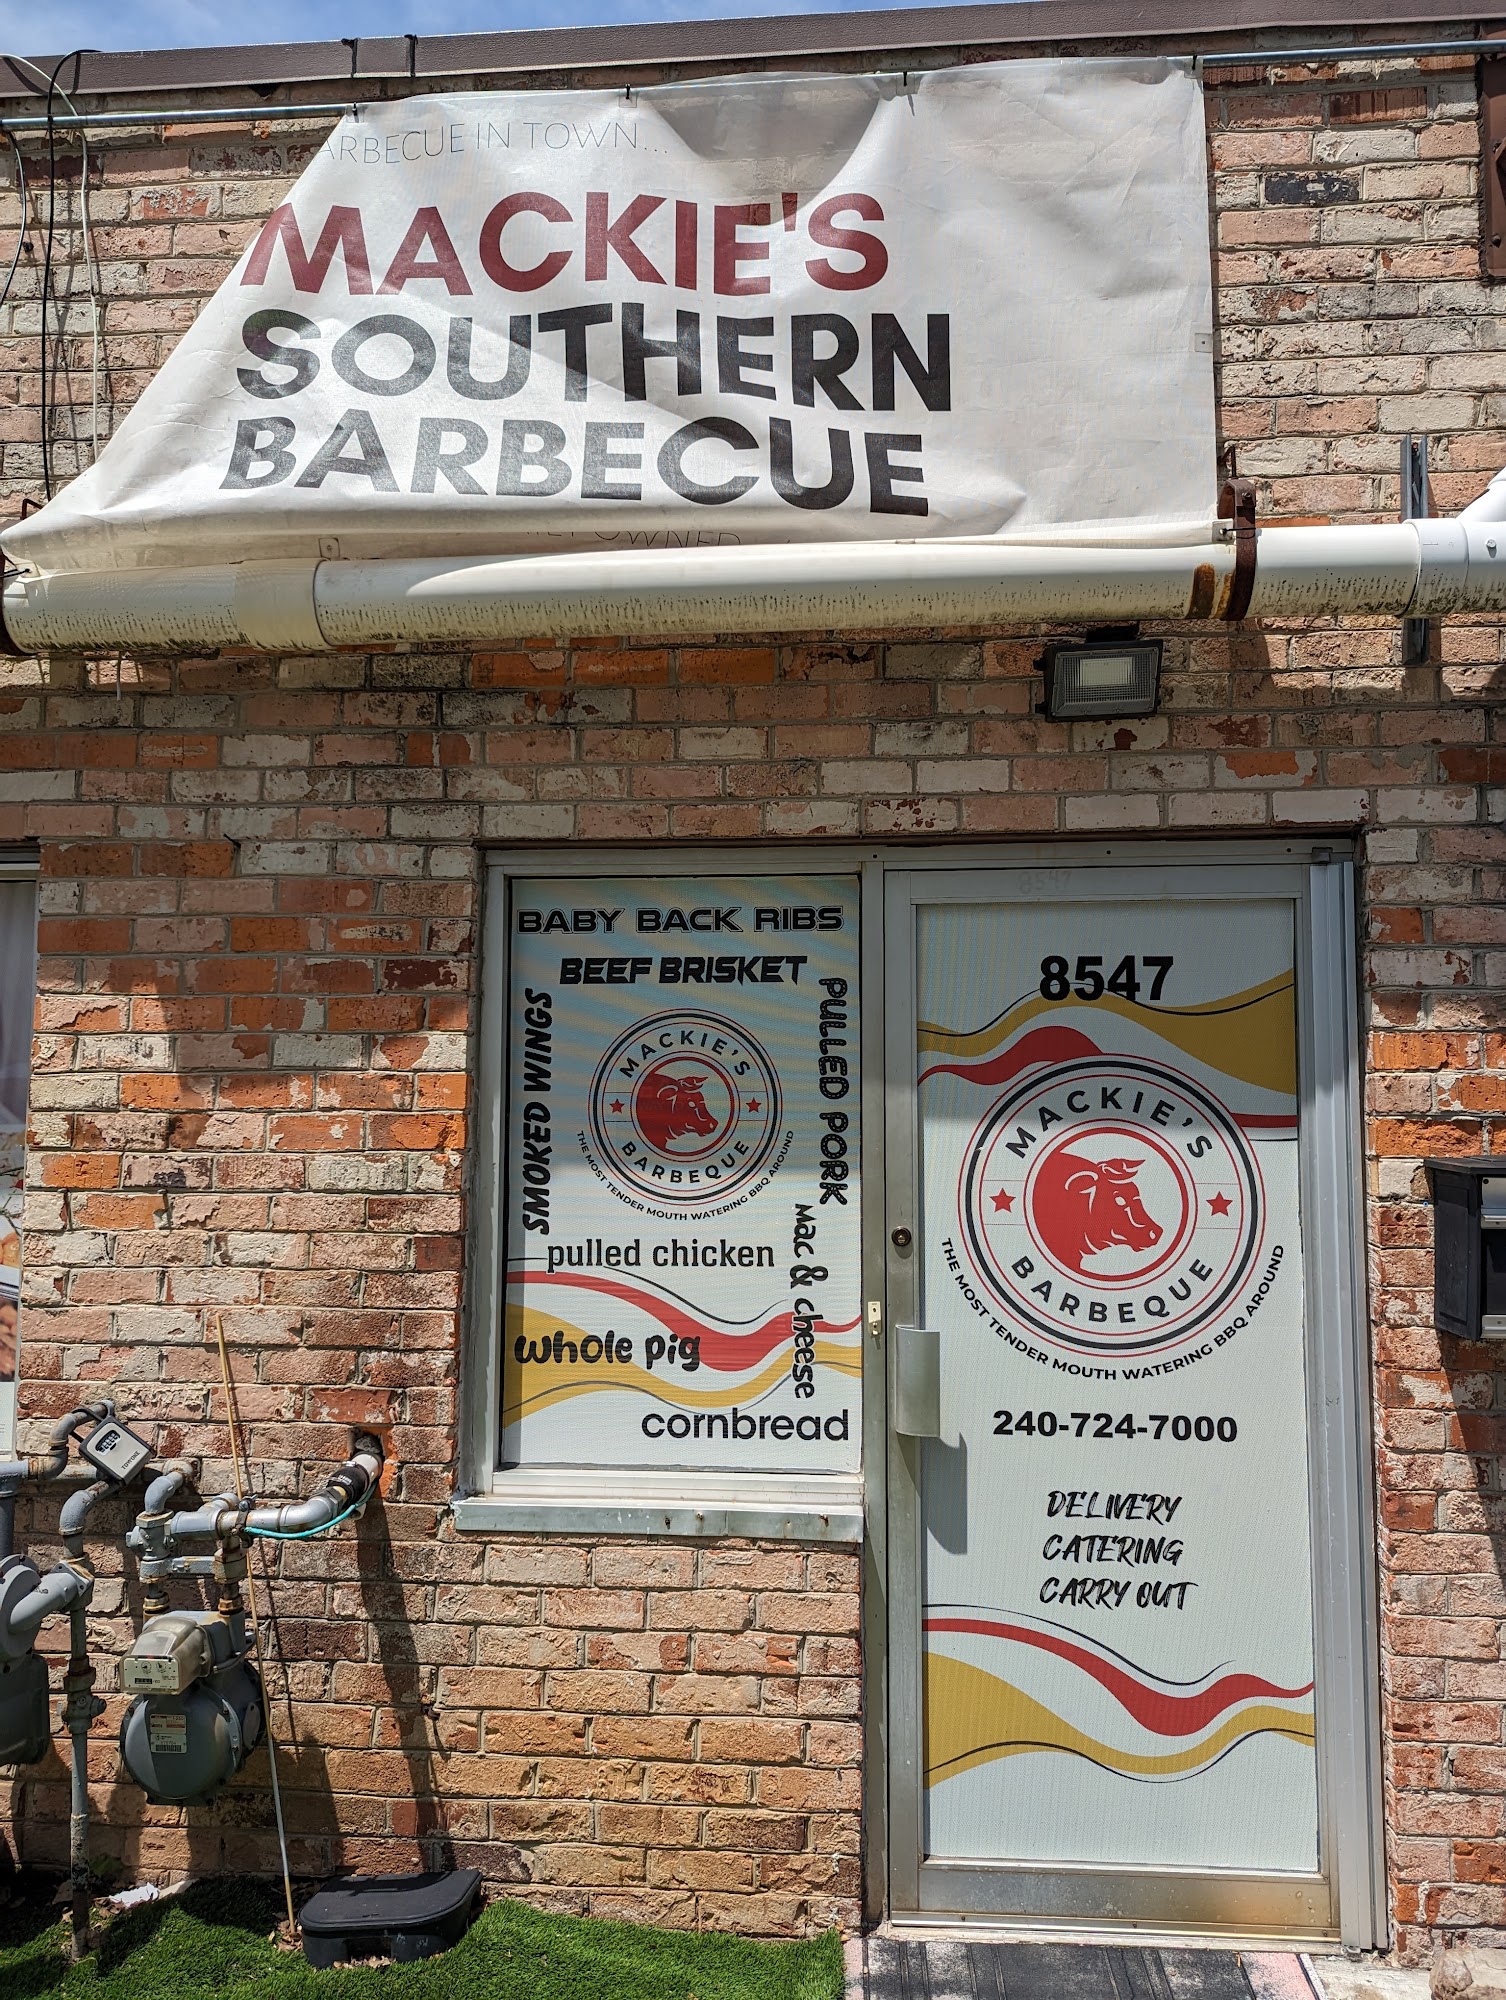 ARBECUE IN TOWN...
MACKIE'S
SOUTHERN
BARBECUE
OWNED
8547
BABY BACK RIBS
BEEF BRISKET
SMOKED WINGS
PULLED PORK
MACKIE'S
BARBEQUE
THE MOST TENDER MOUTH WATERING BBQ AROUND
pulled chicken
mac & cheese
whole pig
cornbread
8547
MACKIE'S
BARBEQUE
THE MOST TENDER MOUTH WATERING BBQ AROUND
240-724-7000
DELIVERY
CATERING
CARRY OUT